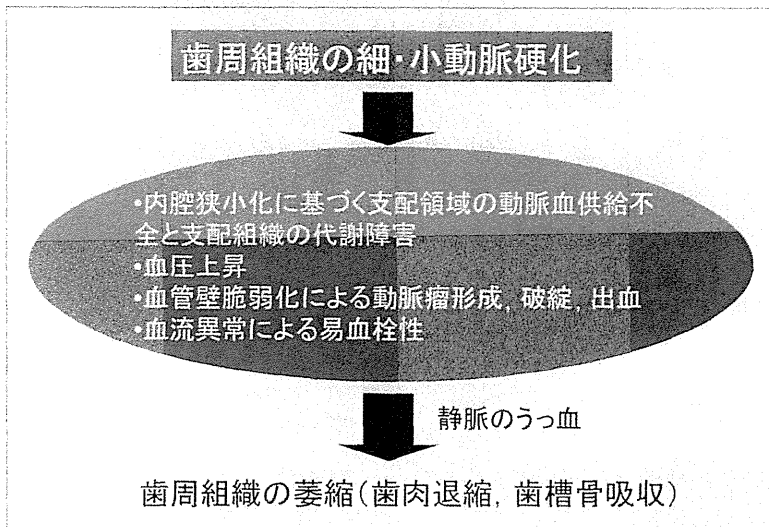 歯周組織の細・小動脈硬化
•内腔狭小化に基づく支配領域の動脈血供給不
全と支配組織の代謝障害
•血圧上昇
•血管壁脆弱化による動脈瘤形成, 破綻, 出血
•血流異常による易血栓性
静脈のうっ血
歯周組織の萎縮(歯肉退縮, 歯槽骨吸収)